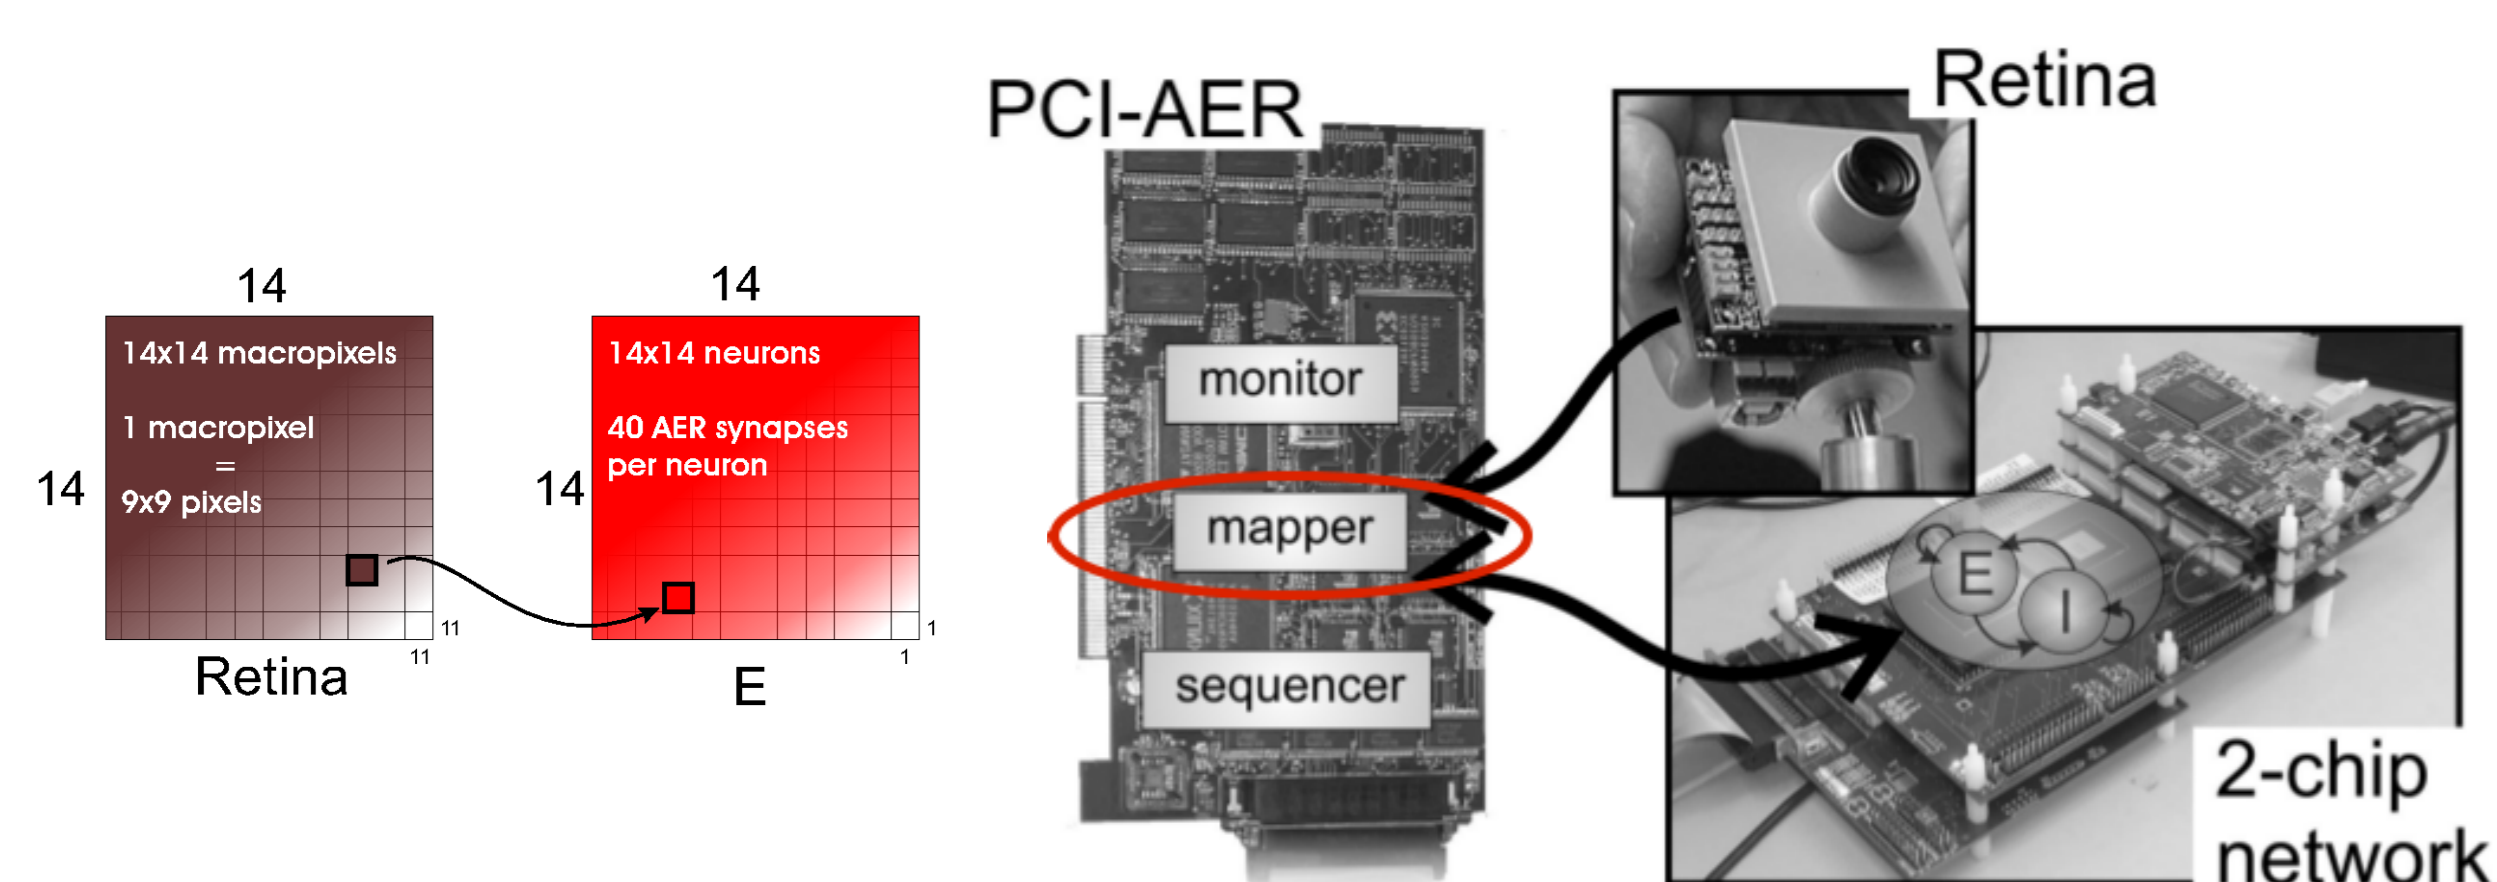 14
14x14 macropixels
1 macropixel
=
9x9 pixels
14
11
11
Retina
14
14x14 neurons
40 AER synapses
per neuron
14
1
1
E
PCI-AER
monitor
mapper
sequencer
Retina
E
I
2-chip
network